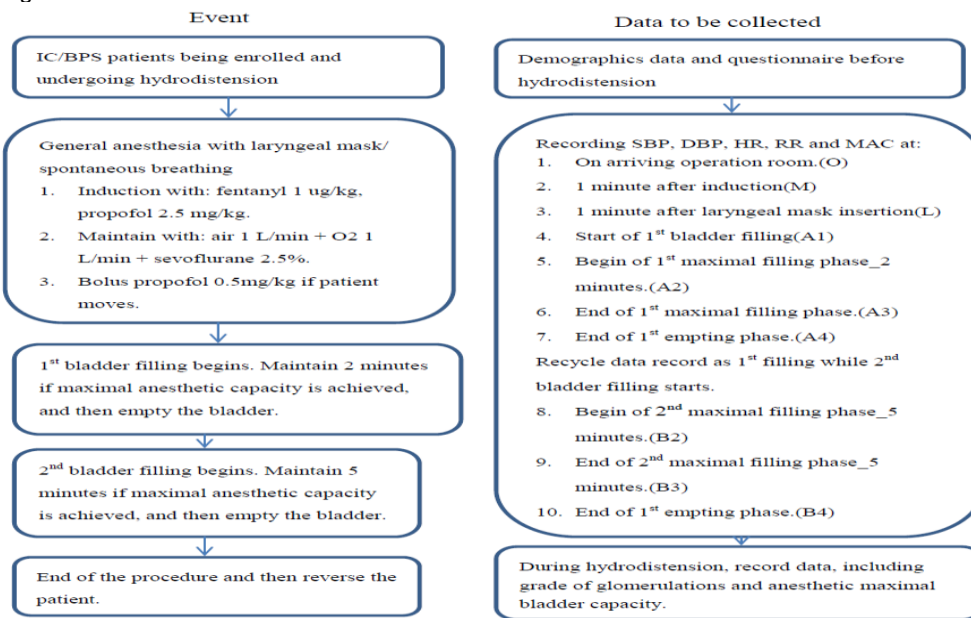 Event
IC/BPS patients being enrolled and
undergoing hydrodistension
General anesthesia with laryngeal mask/
spontaneous breathing
1. Induction with: fentanyl 1 ug/kg,
propofol 2.5 mg/kg.
2. Maintain with: air 1 L/min + O2 1
L/min + sevoflurane 2.5%.
3. Bolus propofol 0.5mg/kg if patient
moves.
1st bladder filling begins. Maintain 2 minutes
if maximal anesthetic capacity is achieved,
and then empty the bladder.
2nd bladder filling begins. Maintain 5
minutes if maximal anesthetic capacity
is achieved, and then empty the bladder.
End of the procedure and then reverse the
patient.
Data to be collected
Demographics data and questionnaire before
hydrodistension
Recording SBP, DBP, HR, RR and MAC at:
1. On arriving operation room.(O)
2. 1 minute after induction(M)
3. 1 minute after laryngeal mask insertion(L)
4. Start of 1st bladder filling(A1)
5. Begin of 1st maximal filling phase_2
minutes.(A2)
6. End of 1st maximal filling phase.(A3)
7. End of 1st empting phase.(A4)
Recycle data record as 1st filling while 2nd
bladder filling starts.
8. Begin of 2nd maximal filling phase_5
minutes.(B2)
9. End of 2nd maximal filling phase_5
minutes.(B3)
10. End of 1st empting phase.(B4)
During hydrodistension, record data, including
grade of glomerulations and anesthetic maximal
bladder capacity.